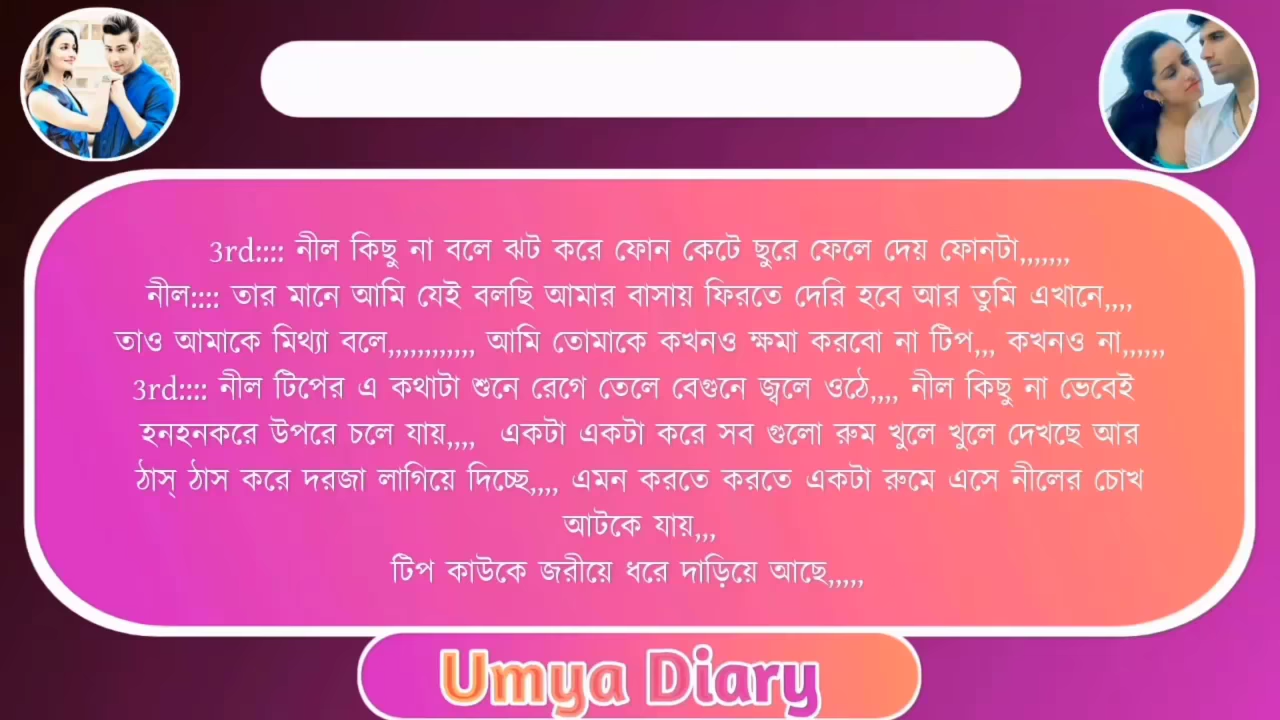 3rd:::: নীল কিছু না বলে ঝট করে ফোন কেটে ছুরে ফেলে দেয় ফোনটা,,,,,,,
নীল:::: তার মানে আমি যেই বলছি আমার বাসায় ফিরতে দেরি হবে আর তুমি এখানে,,,,
তাও আমাকে মিথ্যা বলে,,,,,,,,,,,, আমি তোমাকে কখনও ক্ষমা করবো না টিপ,,, কখনও না,,,,,,
3rd:::: নীল টিপের এ কথাটা শুনে রেগে তেলে বেগুনে জ্বলে ওঠে,,,, নীল কিছু না ভেবেই
হনহনকরে উপরে চলে যায়,,,, একটা একটা করে সব গুলো রুম খুলে খুলে দেখছে আর
ঠাস্ ঠাস করে দরজা লাগিয়ে দিচ্ছে,,,, এমন করতে করতে একটা রুমে এসে নীলের চোখ
আটকে যায়,,,
টিপ কাউকে জরীয়ে ধরে দাড়িয়ে আছে,,,,,
Umya Diary